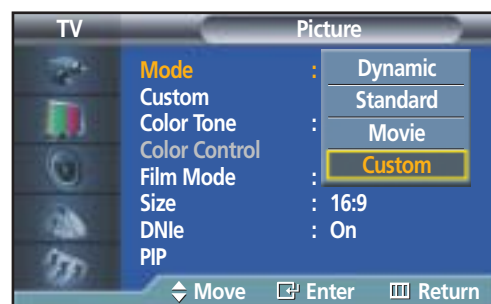 TV Picture
Mode : Dynamic
Custom Standard
Color Tone : Movie
Color Control Custom
Film Mode :
Size : 16:9
DNIe : On
PIP
Move Enter Return